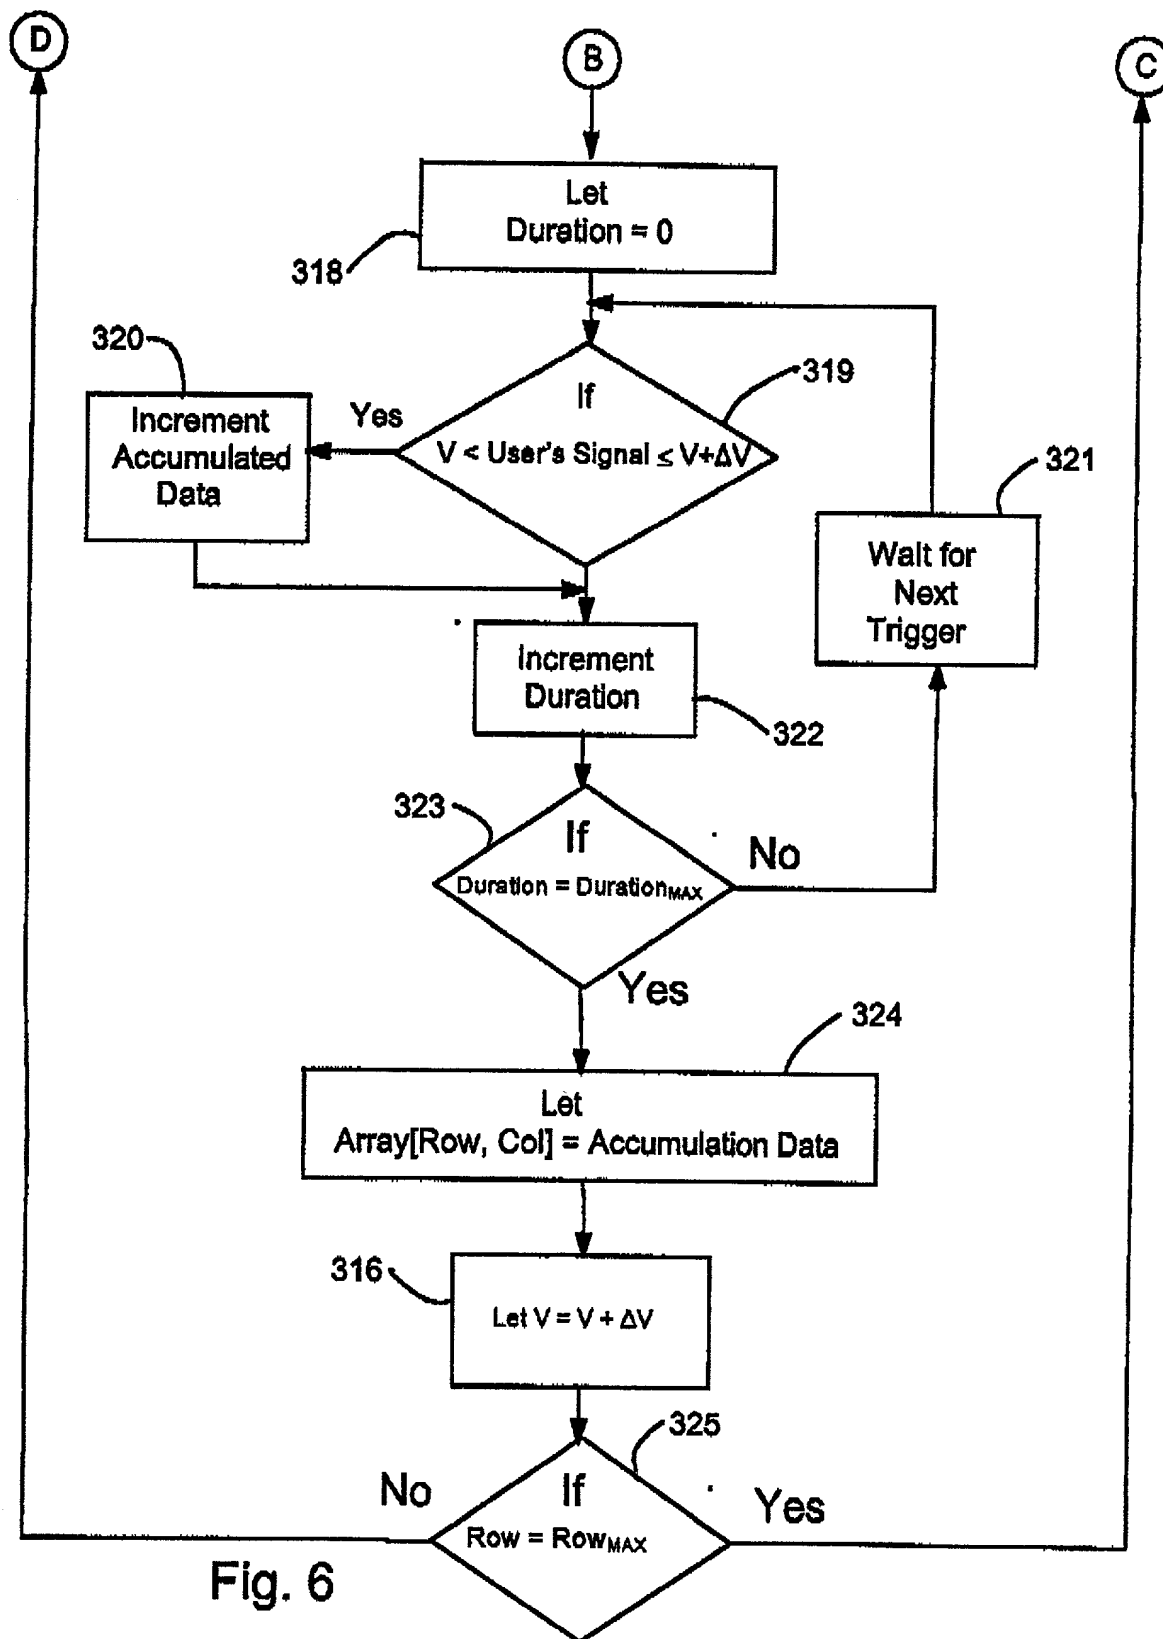 D
B
C
Let
Duration = 0
318
320
319
If
Yes
V < User's Signal ≤ V+ΔV
Increment
Accumulated
Data
321
Wait for
Next
Trigger
Increment
Duration
322
323
If
No
Duration = DurationMAX
Yes
324
Let
Array[Row, Col] = Accumulation Data
316
Let V = V + ΔV
325
No
If
Yes
Row = RowMAX
Fig. 6